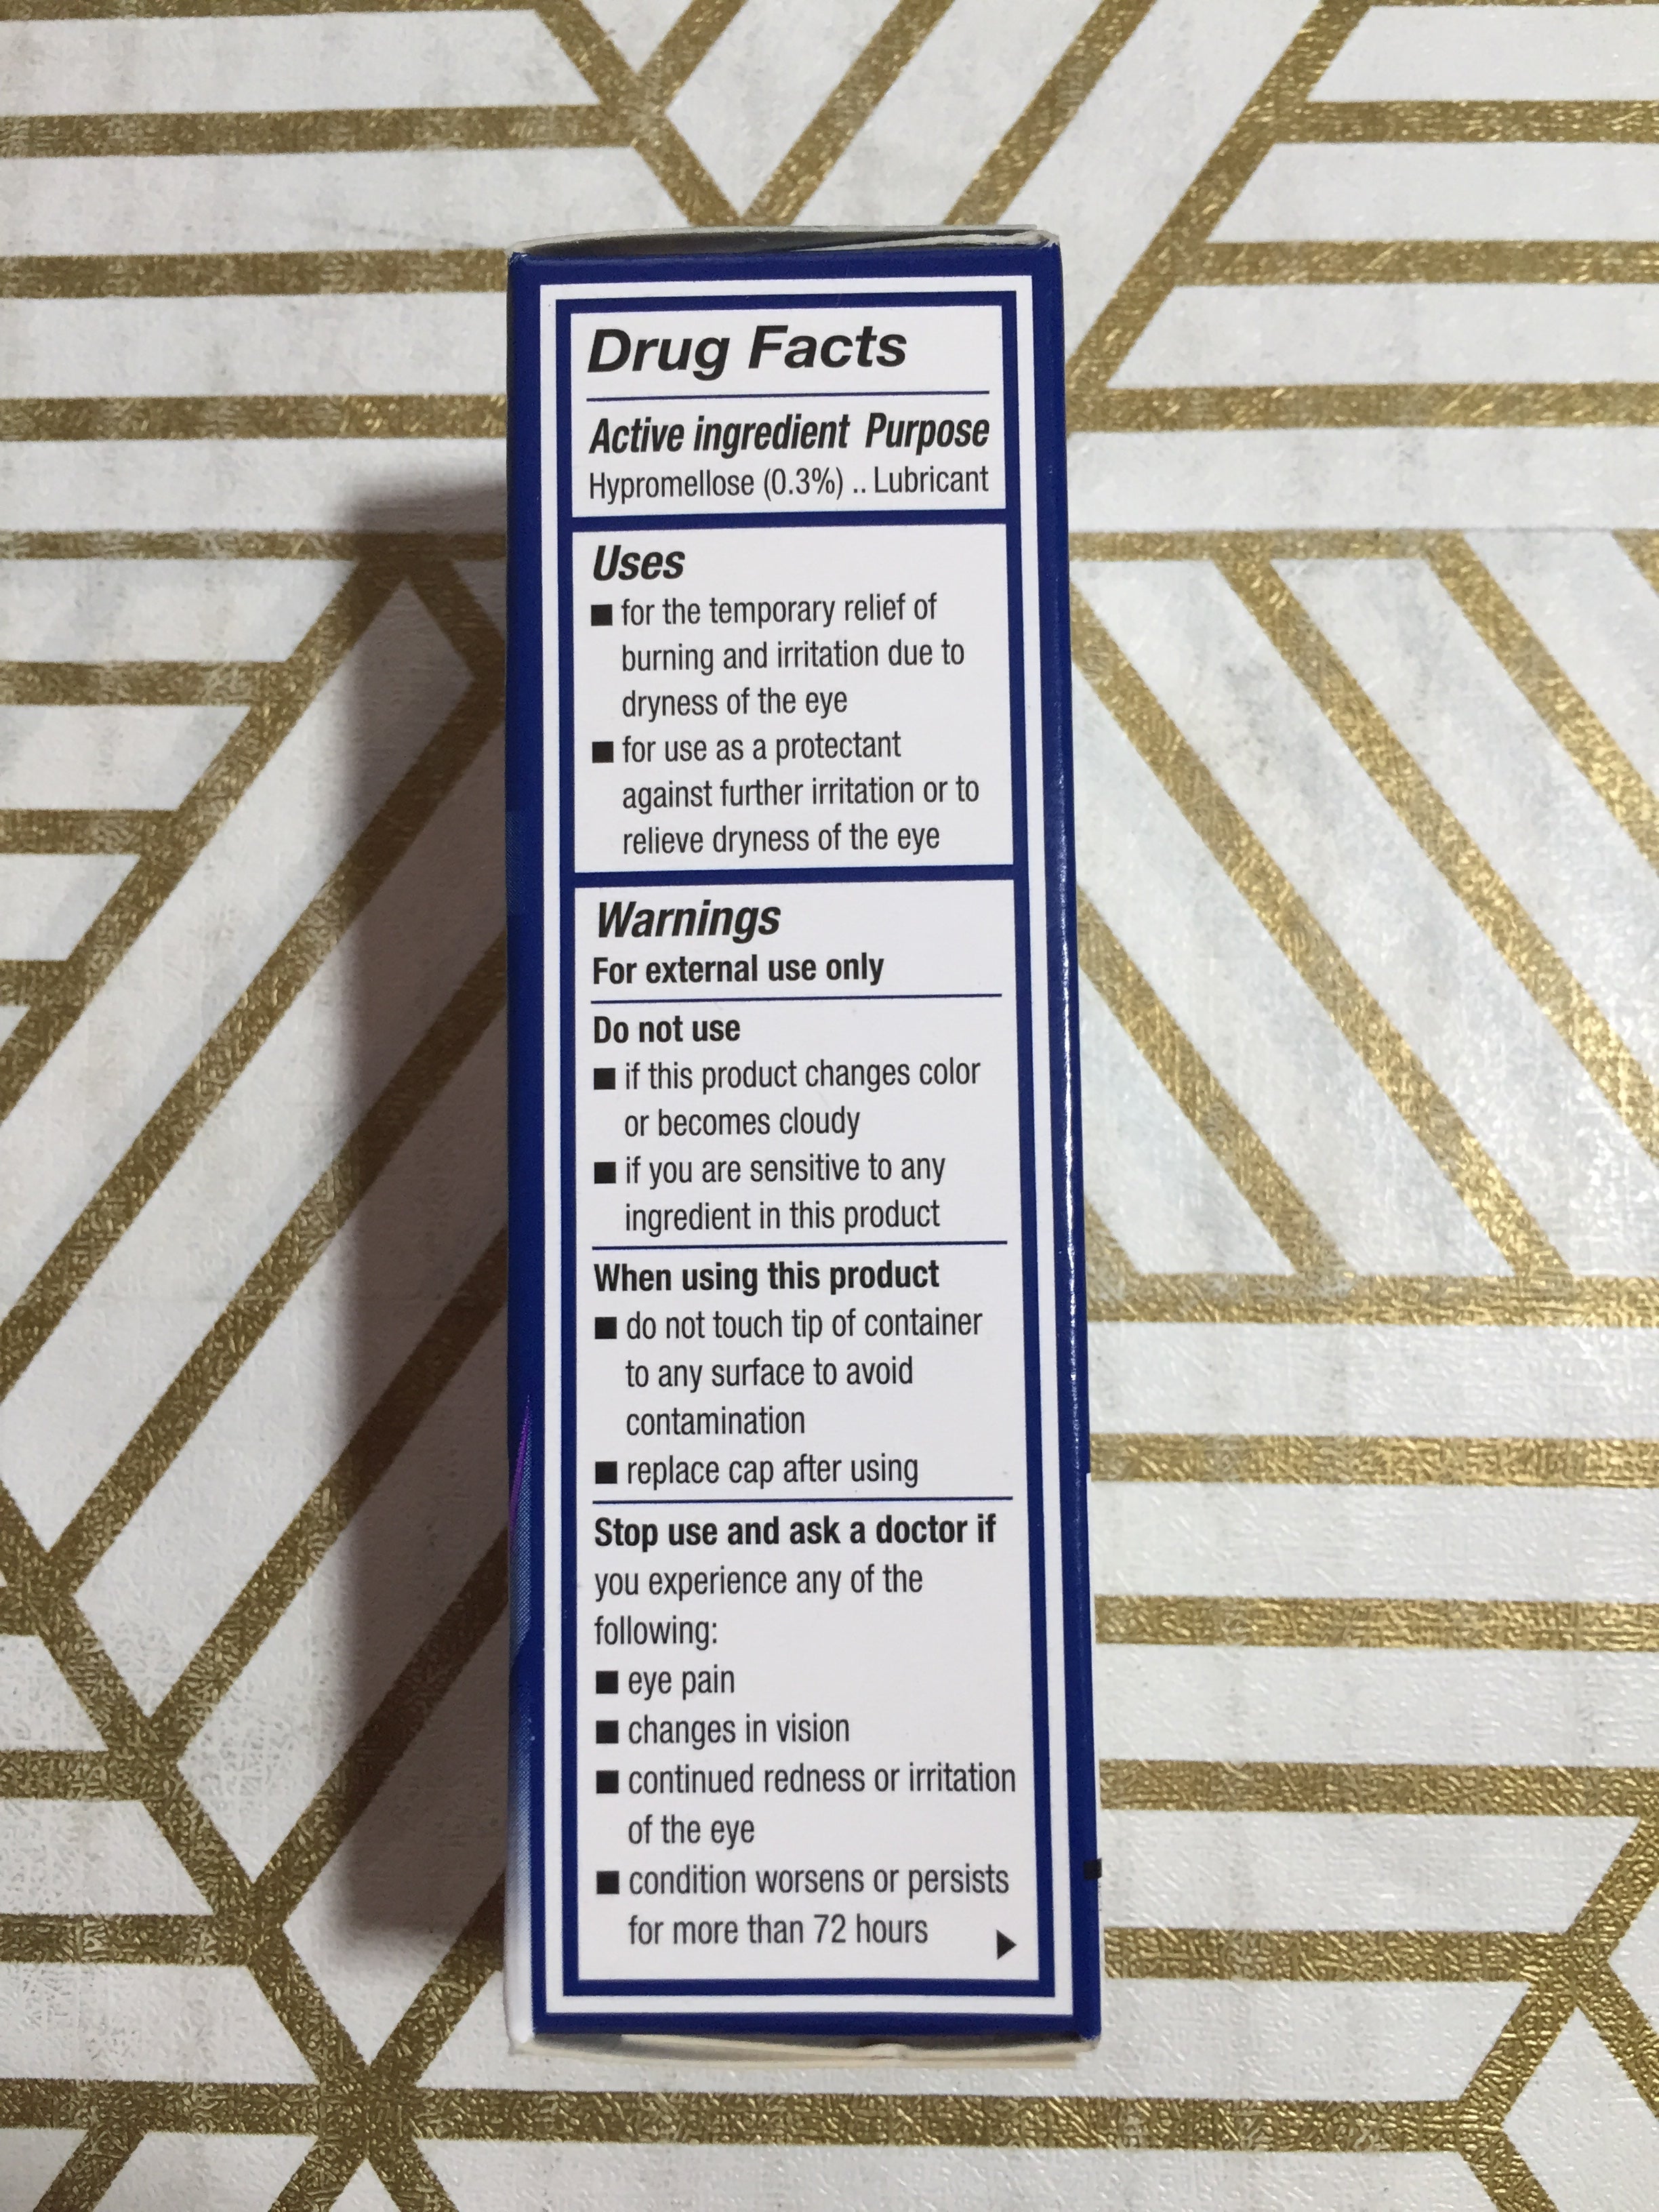 Drug Facts
Active ingredient Purpose
Hypromellose (0.3%) .. Lubricant
Uses
■ for the temporary relief of
burning and irritation due to
dryness of the eye
■ for use as a protectant
against further irritation or to
relieve dryness of the eye
Warnings
For external use only
Do not use
■ if this product changes color
or becomes cloudy
■ if you are sensitive to any
ingredient in this product
When using this product
■ do not touch tip of container
to any surface to avoid
contamination
■ replace cap after using
Stop use and ask a doctor if
you experience any of the
following:
■ eye pain
■ changes in vision
■ continued redness or irritation
of the eye
■ condition worsens or persists
for more than 72 hours